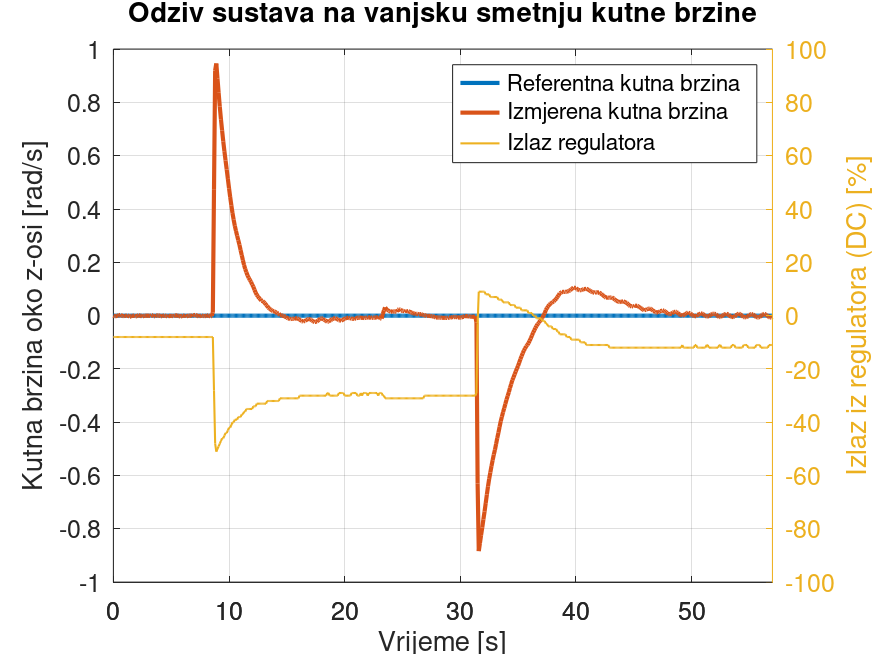 Odziv sustava na vanjsku smetnju kutne brzine
Referentna kutna brzina
Izmjerena kutna brzina
Izlaz regulatora
Kutna brzina oko z-osi [rad/s]
1
0.8
0.6
0.4
0.2
0
-0.2
-0.4
-0.6
-0.8
-1
100
80
60
40
20
0
-20
-40
-60
-80
-100
Izlaz iz regulatora (DC) [%]
0 10 20 30 40 50
Vrijeme [s]